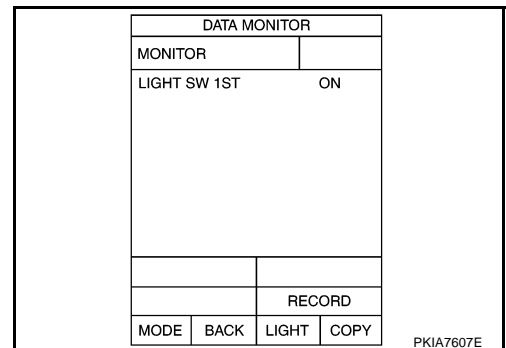 DATA MONITOR
MONITOR
LIGHT SW 1ST ON
RECORD
MODE BACK LIGHT COPY
PKIA7607E